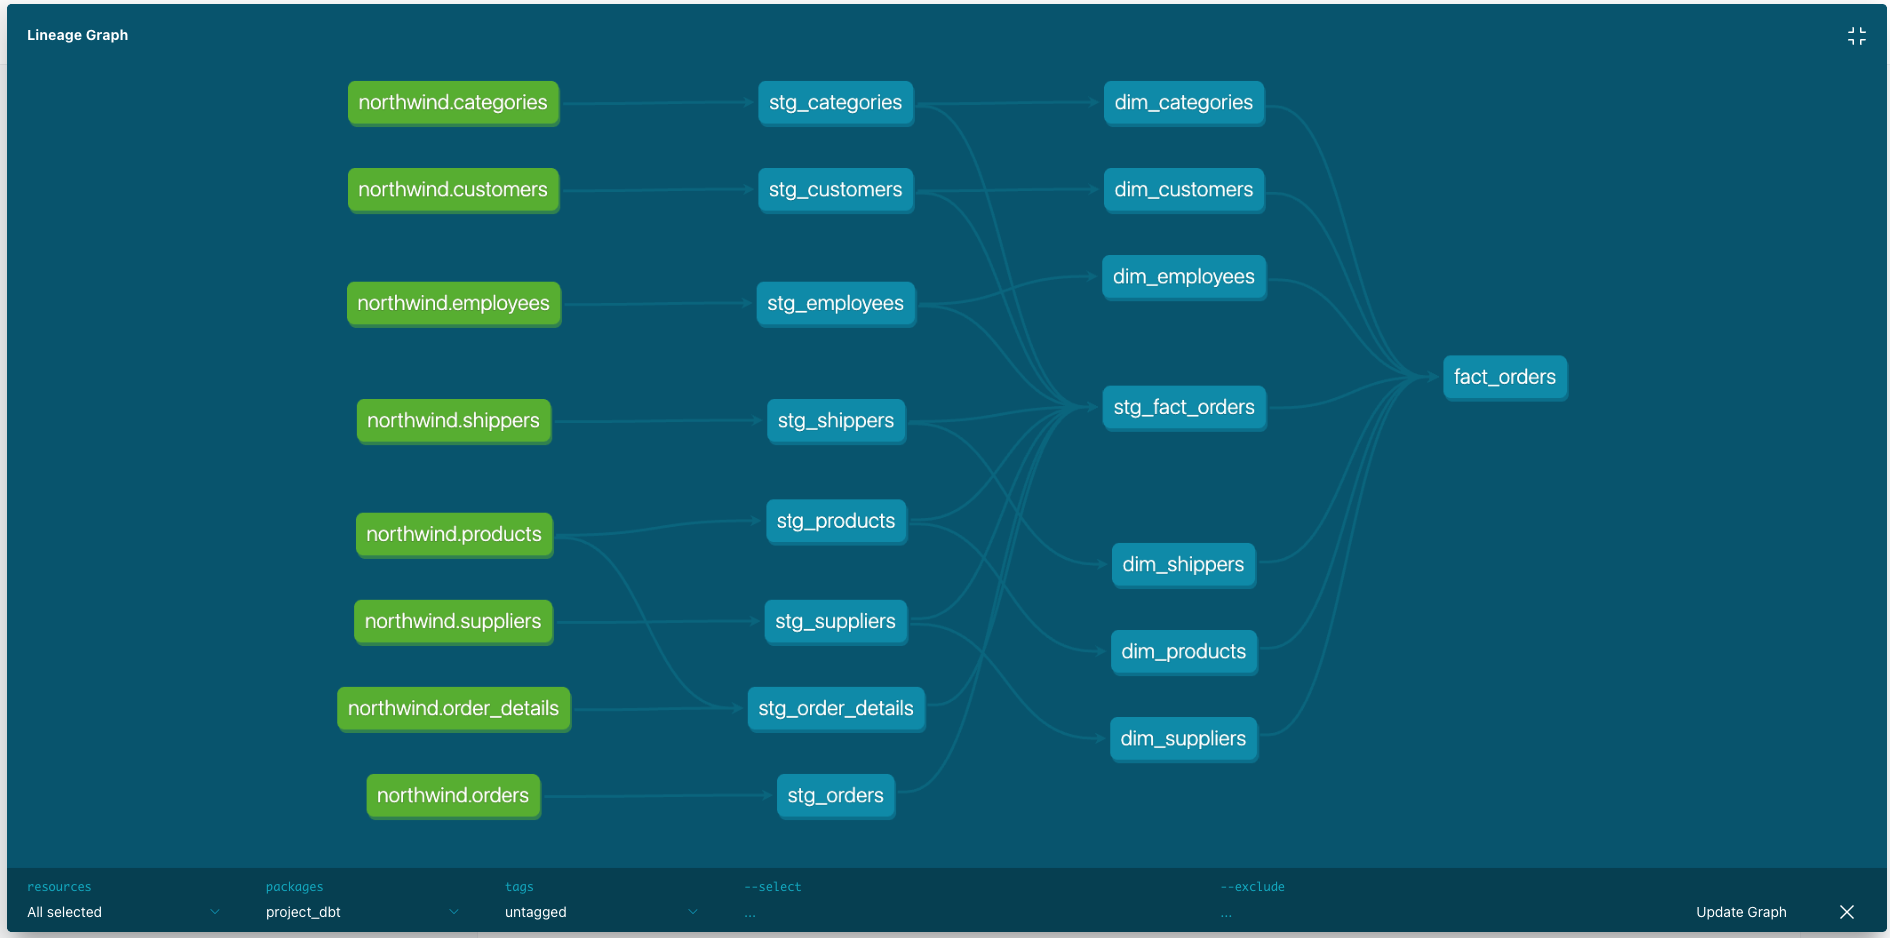 Lineage Graph
northwind.categories
stg_categories
dim_categories
northwind.customers
stg_customers
dim_customers
dim_employees
northwind.employees
stg_employees
fact_orders
stg_fact_orders
northwind.shippers
stg_shippers
northwind.products
stg_products
dim_shippers
northwind.suppliers
stg_suppliers
dim_products
northwind.order_details
stg_order_details
dim_suppliers
northwind.orders
stg_orders
resources
packages
tags
--select
--exclude
All selected
project_dbt
untagged
...
...
Update Graph